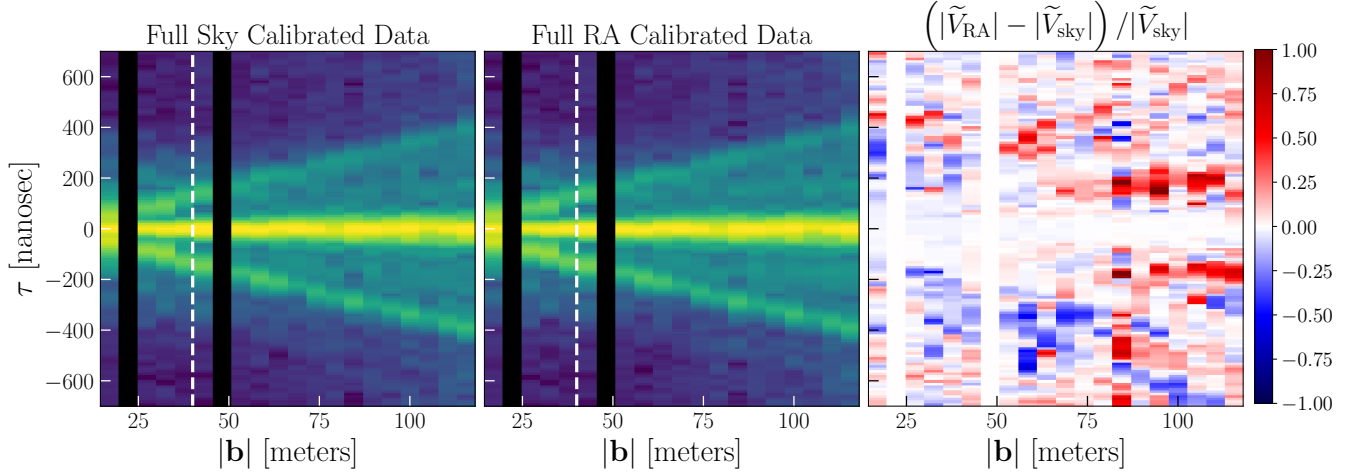 Full Sky Calibrated Data
Full RA Calibrated Data
(|Ṽ_RA| − |Ṽ_sky|) / |Ṽ_sky|
τ [nanosec]
600
400
200
0
−200
−400
−600
25 50 75 100
25 50 75 100
25 50 75 100
|b| [meters]
|b| [meters]
|b| [meters]
1.00
0.75
0.50
0.25
0.00
−0.25
−0.50
−0.75
−1.00